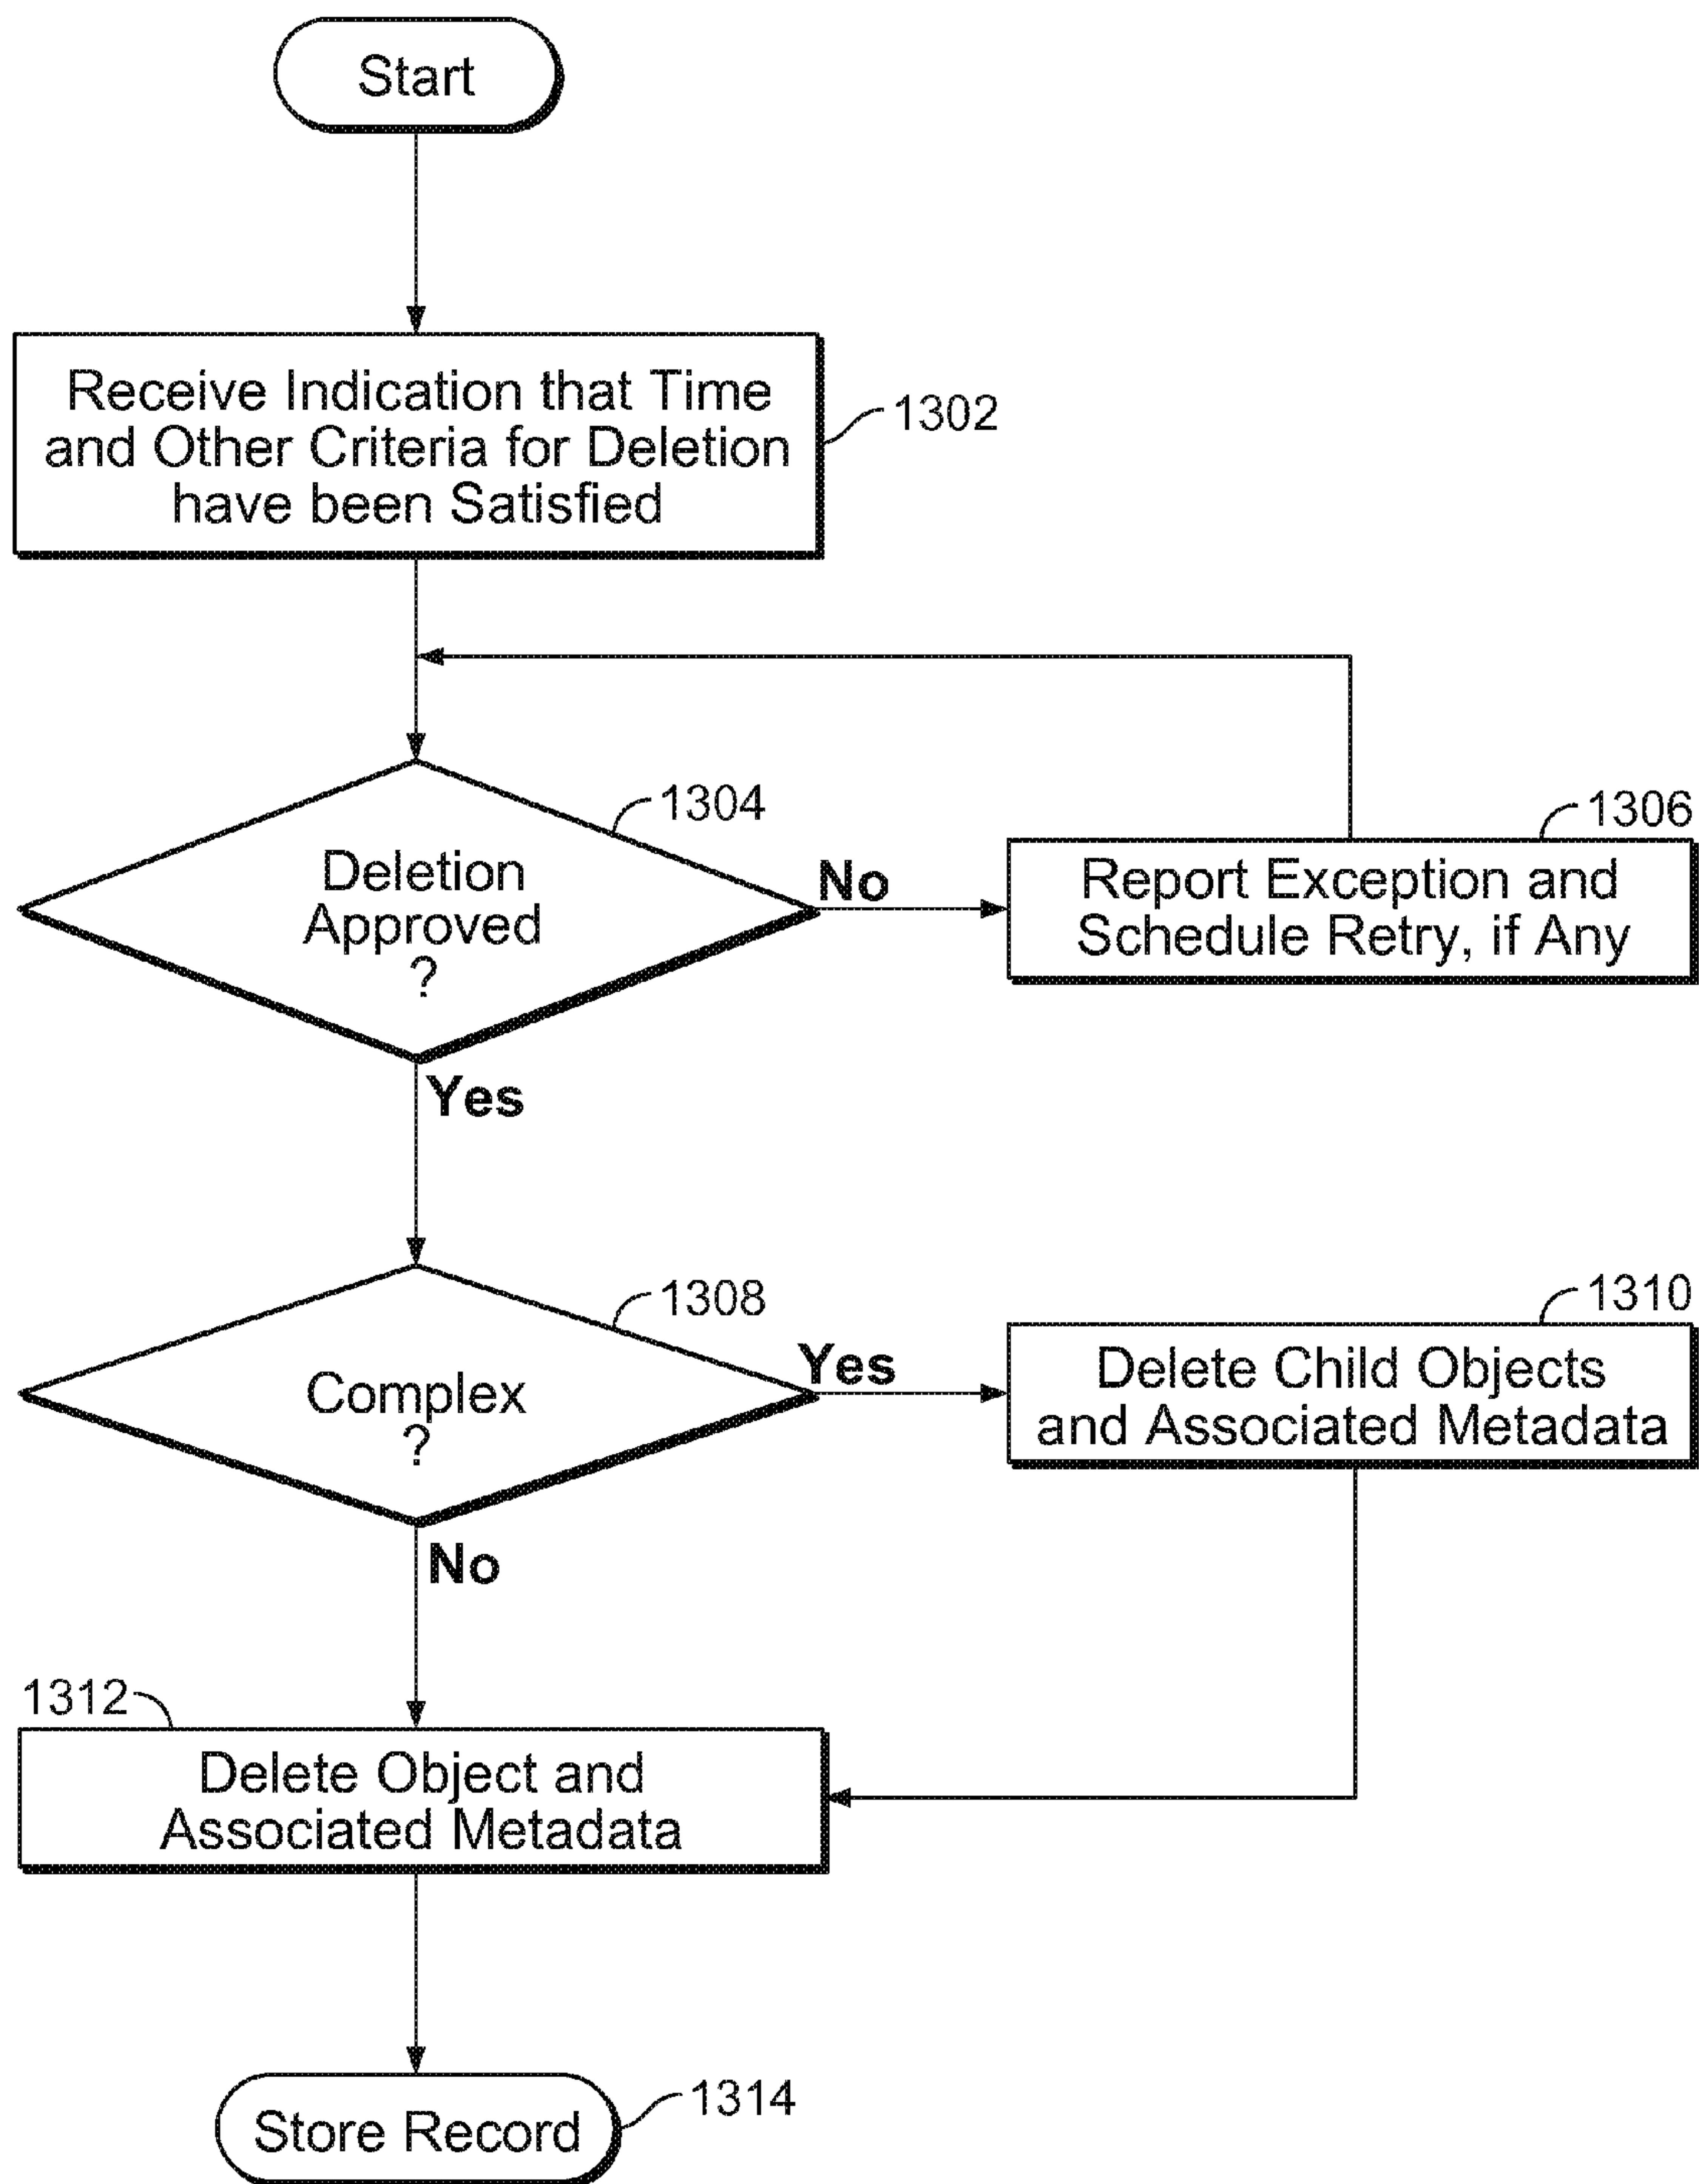 Start
Receive Indication that Time
and Other Criteria for Deletion
have been Satisfied
1302
1304
Deletion
Approved
?
No
1306
Report Exception and
Schedule Retry, if Any
Yes
1308
Complex
?
Yes
1310
Delete Child Objects
and Associated Metadata
No
1312
Delete Object and
Associated Metadata
Store Record
1314